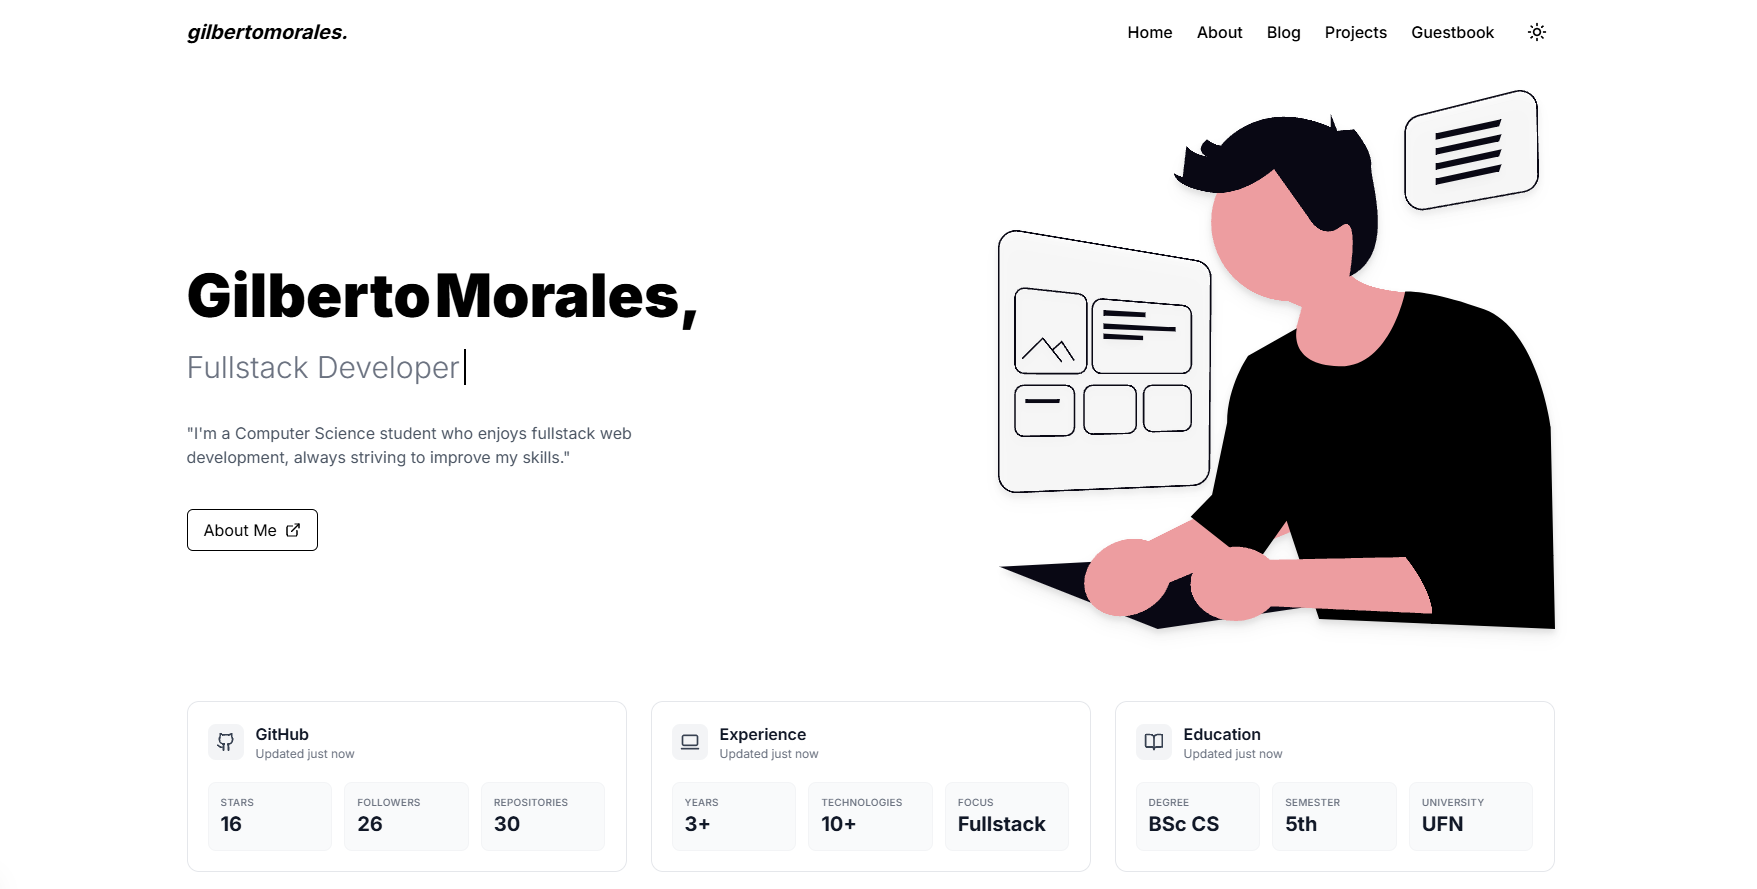 gilbertomorales.
Home About Blog Projects Guestbook
Gilberto Morales,
Fullstack Developer
"I'm a Computer Science student who enjoys fullstack web
development, always striving to improve my skills."
About Me
GitHub
Updated just now
STARS
16
FOLLOWERS
26
REPOSITORIES
30
Experience
Updated just now
YEARS
3+
TECHNOLOGIES
10+
FOCUS
Fullstack
Education
Updated just now
DEGREE
BSc CS
SEMESTER
5th
UNIVERSITY
UFN